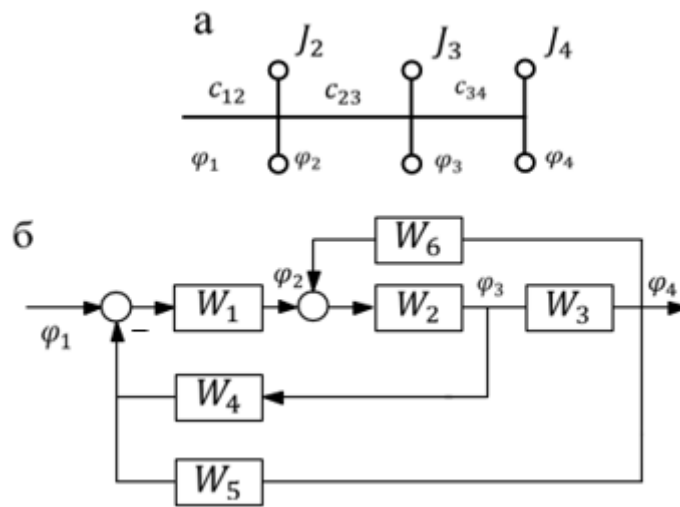 а
J₂ J₃ J₄
c₁₂ c₂₃ c₃₄
φ₁ φ₂ φ₃ φ₄
б
W₆
φ₂ φ₃ φ₄
W₁ W₂ W₃
φ₁ −
W₄
W₅